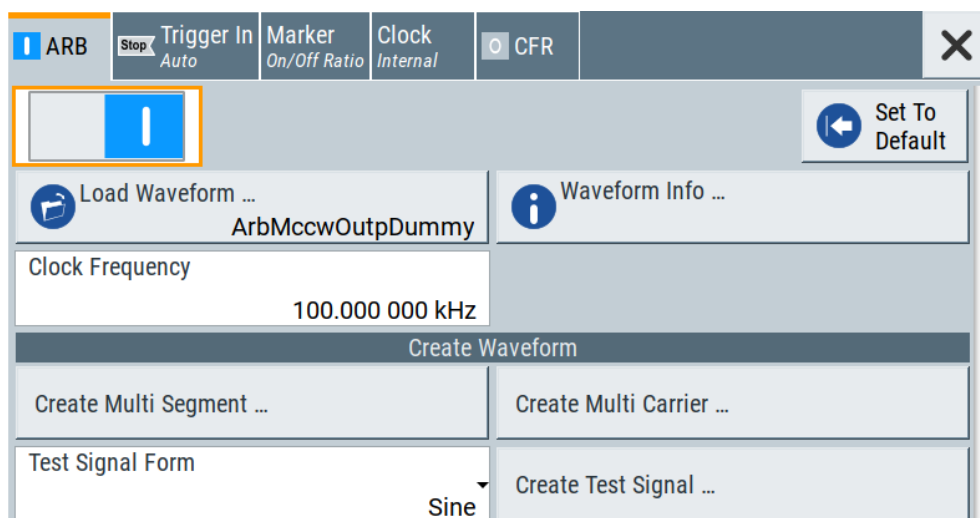 ARB
Stop
Trigger In
Auto
Marker
On/Off Ratio
Clock
Internal
O CFR
Set To
Default
Load Waveform ...
ArbMccwOutpDummy
Waveform Info ...
Clock Frequency
100.000 000 kHz
Create Waveform
Create Multi Segment ...
Create Multi Carrier ...
Test Signal Form
Sine
Create Test Signal ...